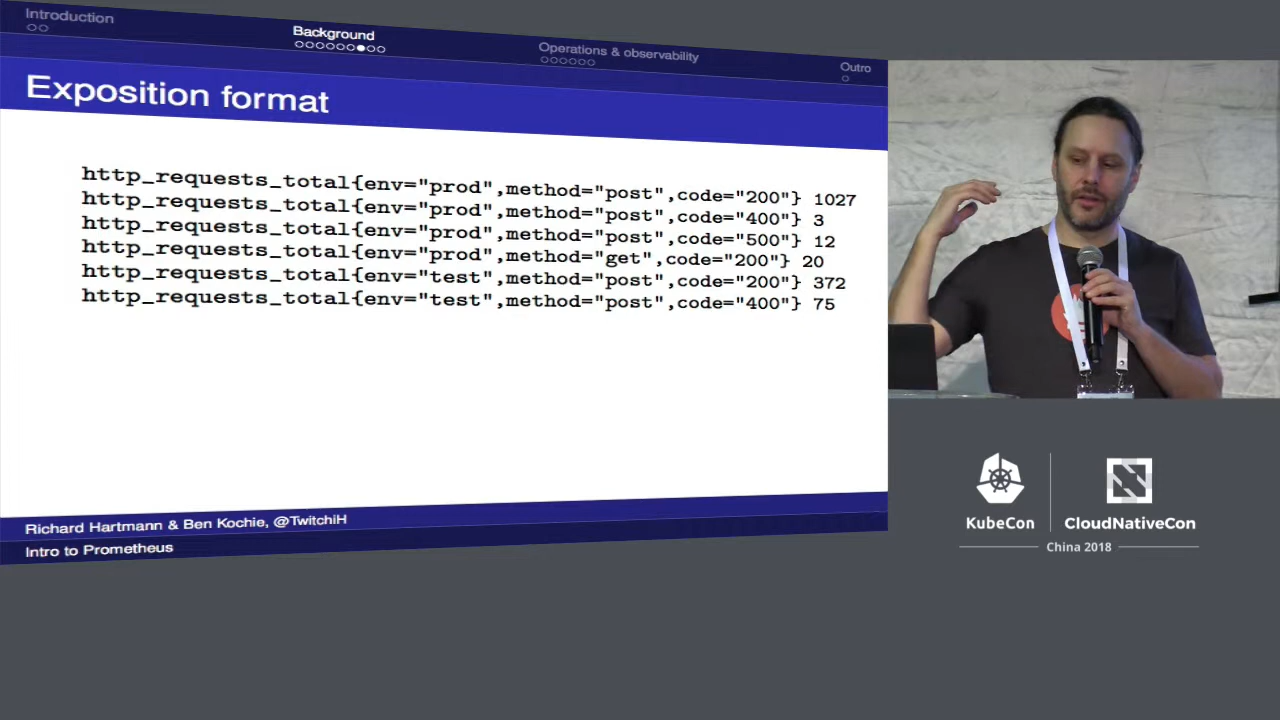 Introduction
Background
Operations & observability
Outro
Exposition format
http_requests_total{env="prod",method="post",code="200"} 1027
http_requests_total{env="prod",method="post",code="400"} 3
http_requests_total{env="prod",method="post",code="500"} 12
http_requests_total{env="prod",method="get",code="200"} 20
http_requests_total{env="test",method="post",code="200"} 372
http_requests_total{env="test",method="post",code="400"} 75
Richard Hartmann & Ben Kochie, @TwitchiH
Intro to Prometheus
KubeCon
CloudNativeCon
China 2018